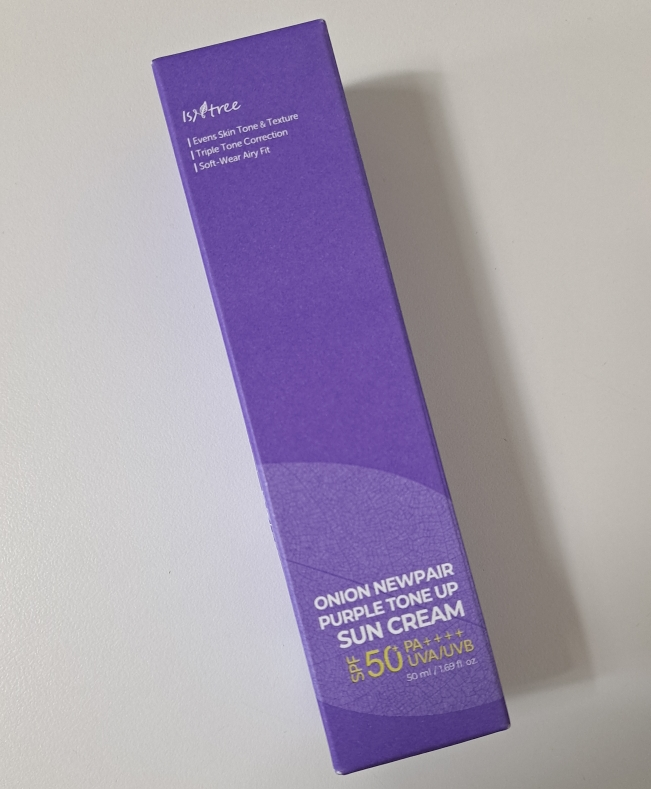 Isntree
Evens Skin Tone & Texture
Triple Tone Correction
Soft-Wear Airy Fit
ONION NEWPAIR
PURPLE TONE UP
SUN CREAM
SPF 50+ PA++++
UVA/UVB
50 ml / 1.69 fl. oz.